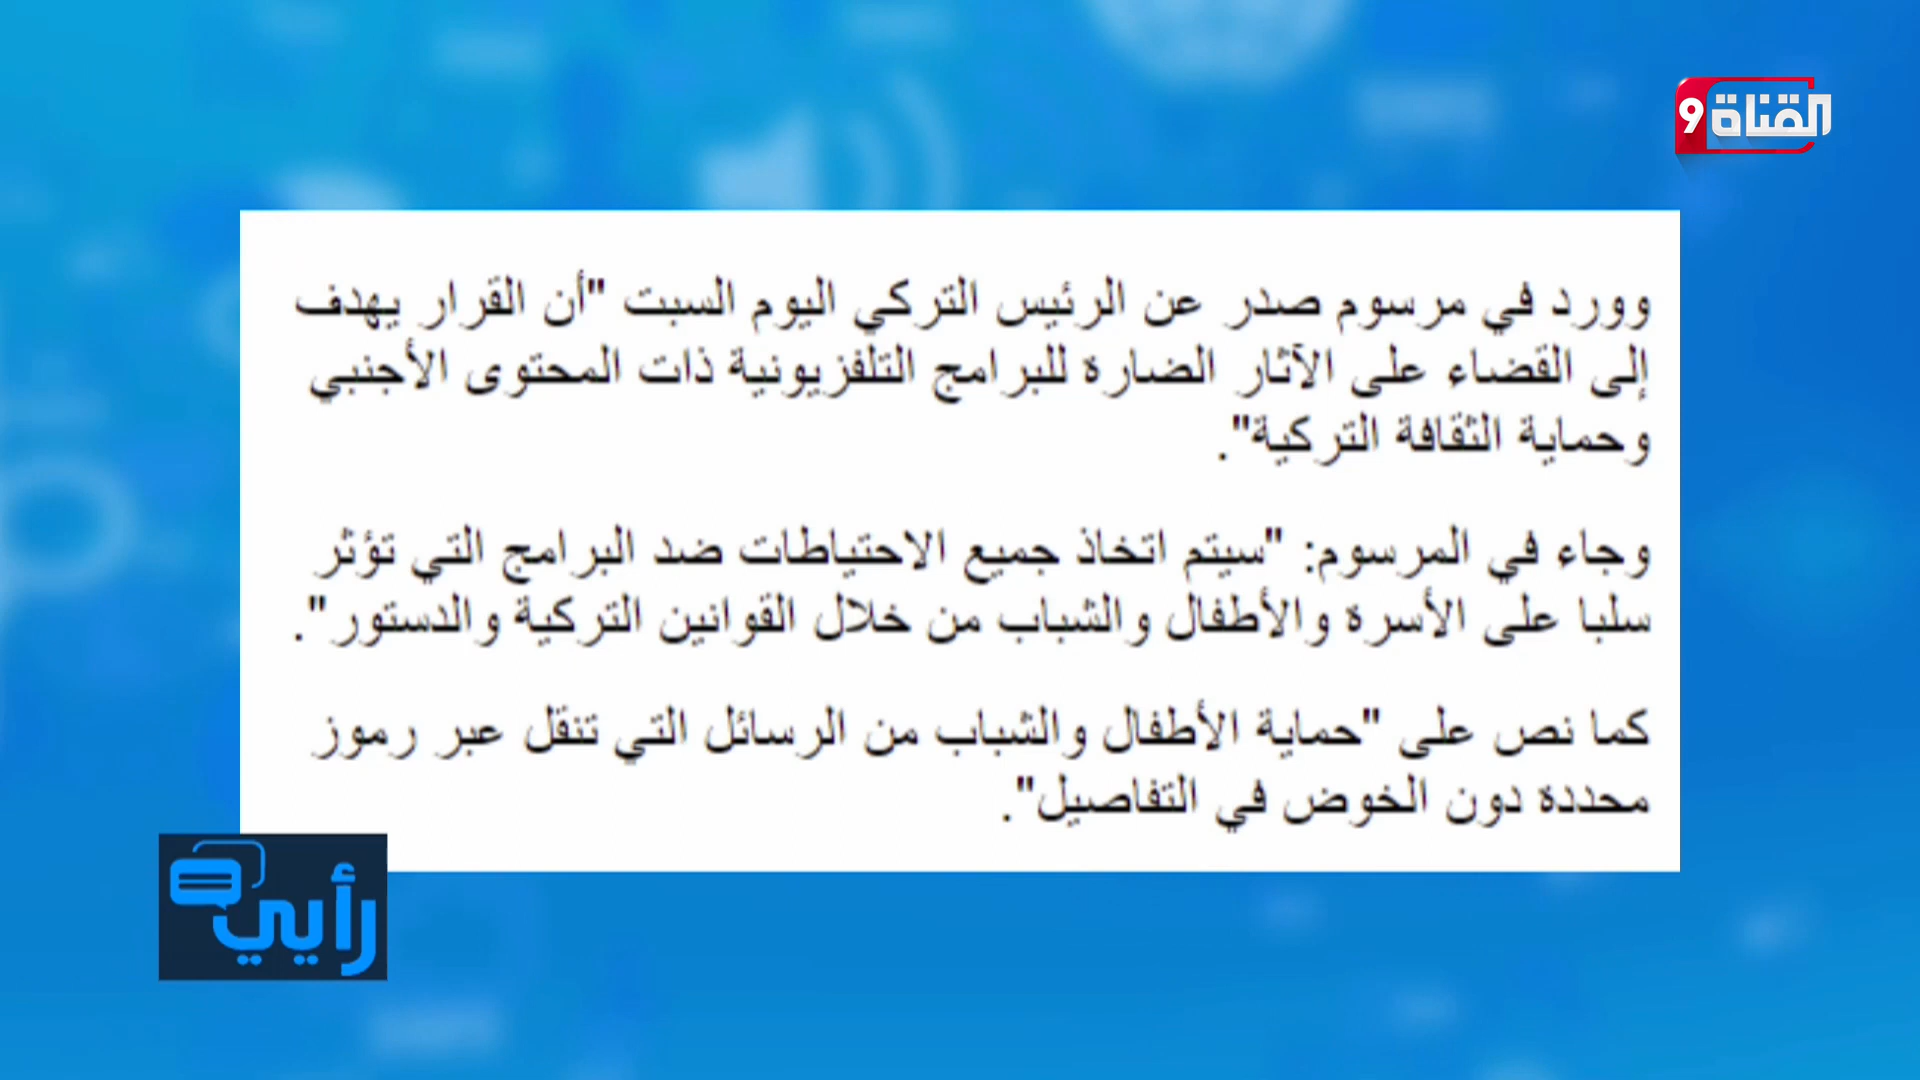 القناة 9
وورد في مرسوم صدر عن الرئيس التركي اليوم السبت "أن القرار يهدف
إلى القضاء على الآثار الضارة للبرامج التلفزيونية ذات المحتوى الأجنبي
وحماية الثقافة التركية".
وجاء في المرسوم: "سيتم اتخاذ جميع الاحتياطات ضد البرامج التي تؤثر
سلبا على الأسرة والأطفال والشباب من خلال القوانين التركية والدستور".
كما نص على "حماية الأطفال والشباب من الرسائل التي تنقل عبر رموز
محددة دون الخوض في التفاصيل".
رأيي